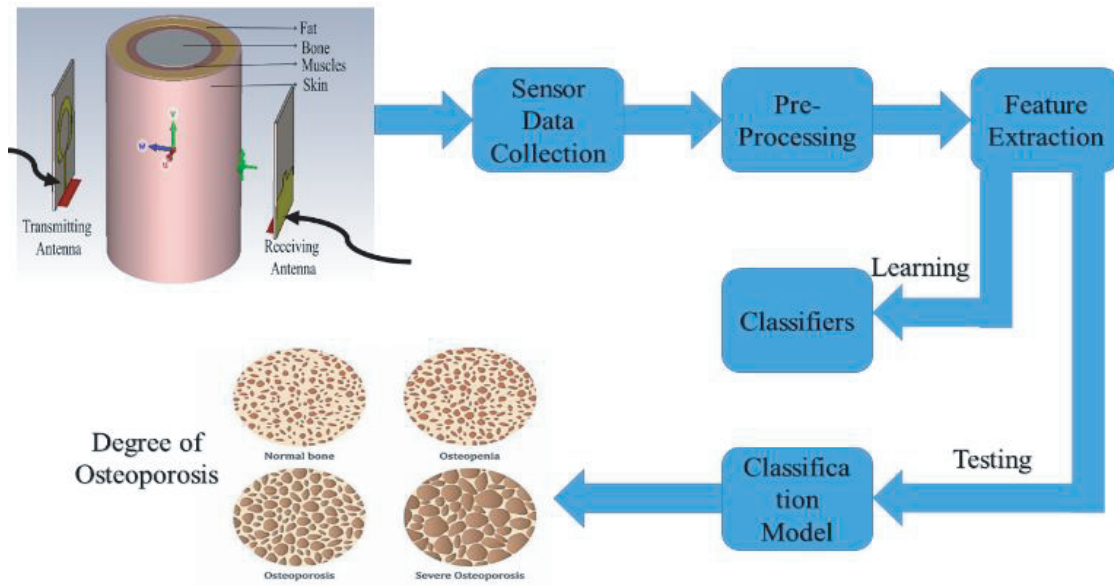 Fat
Bone
Muscles
Skin
Transmitting
Antenna
Receiving
Antenna
Sensor
Data
Collection
Pre-
Processing
Feature
Extraction
Learning
Classifiers
Testing
Classifica
tion
Model
Degree of
Osteoporosis
Normal bone
Osteopenia
Osteoporosis
Severe Osteoporosis